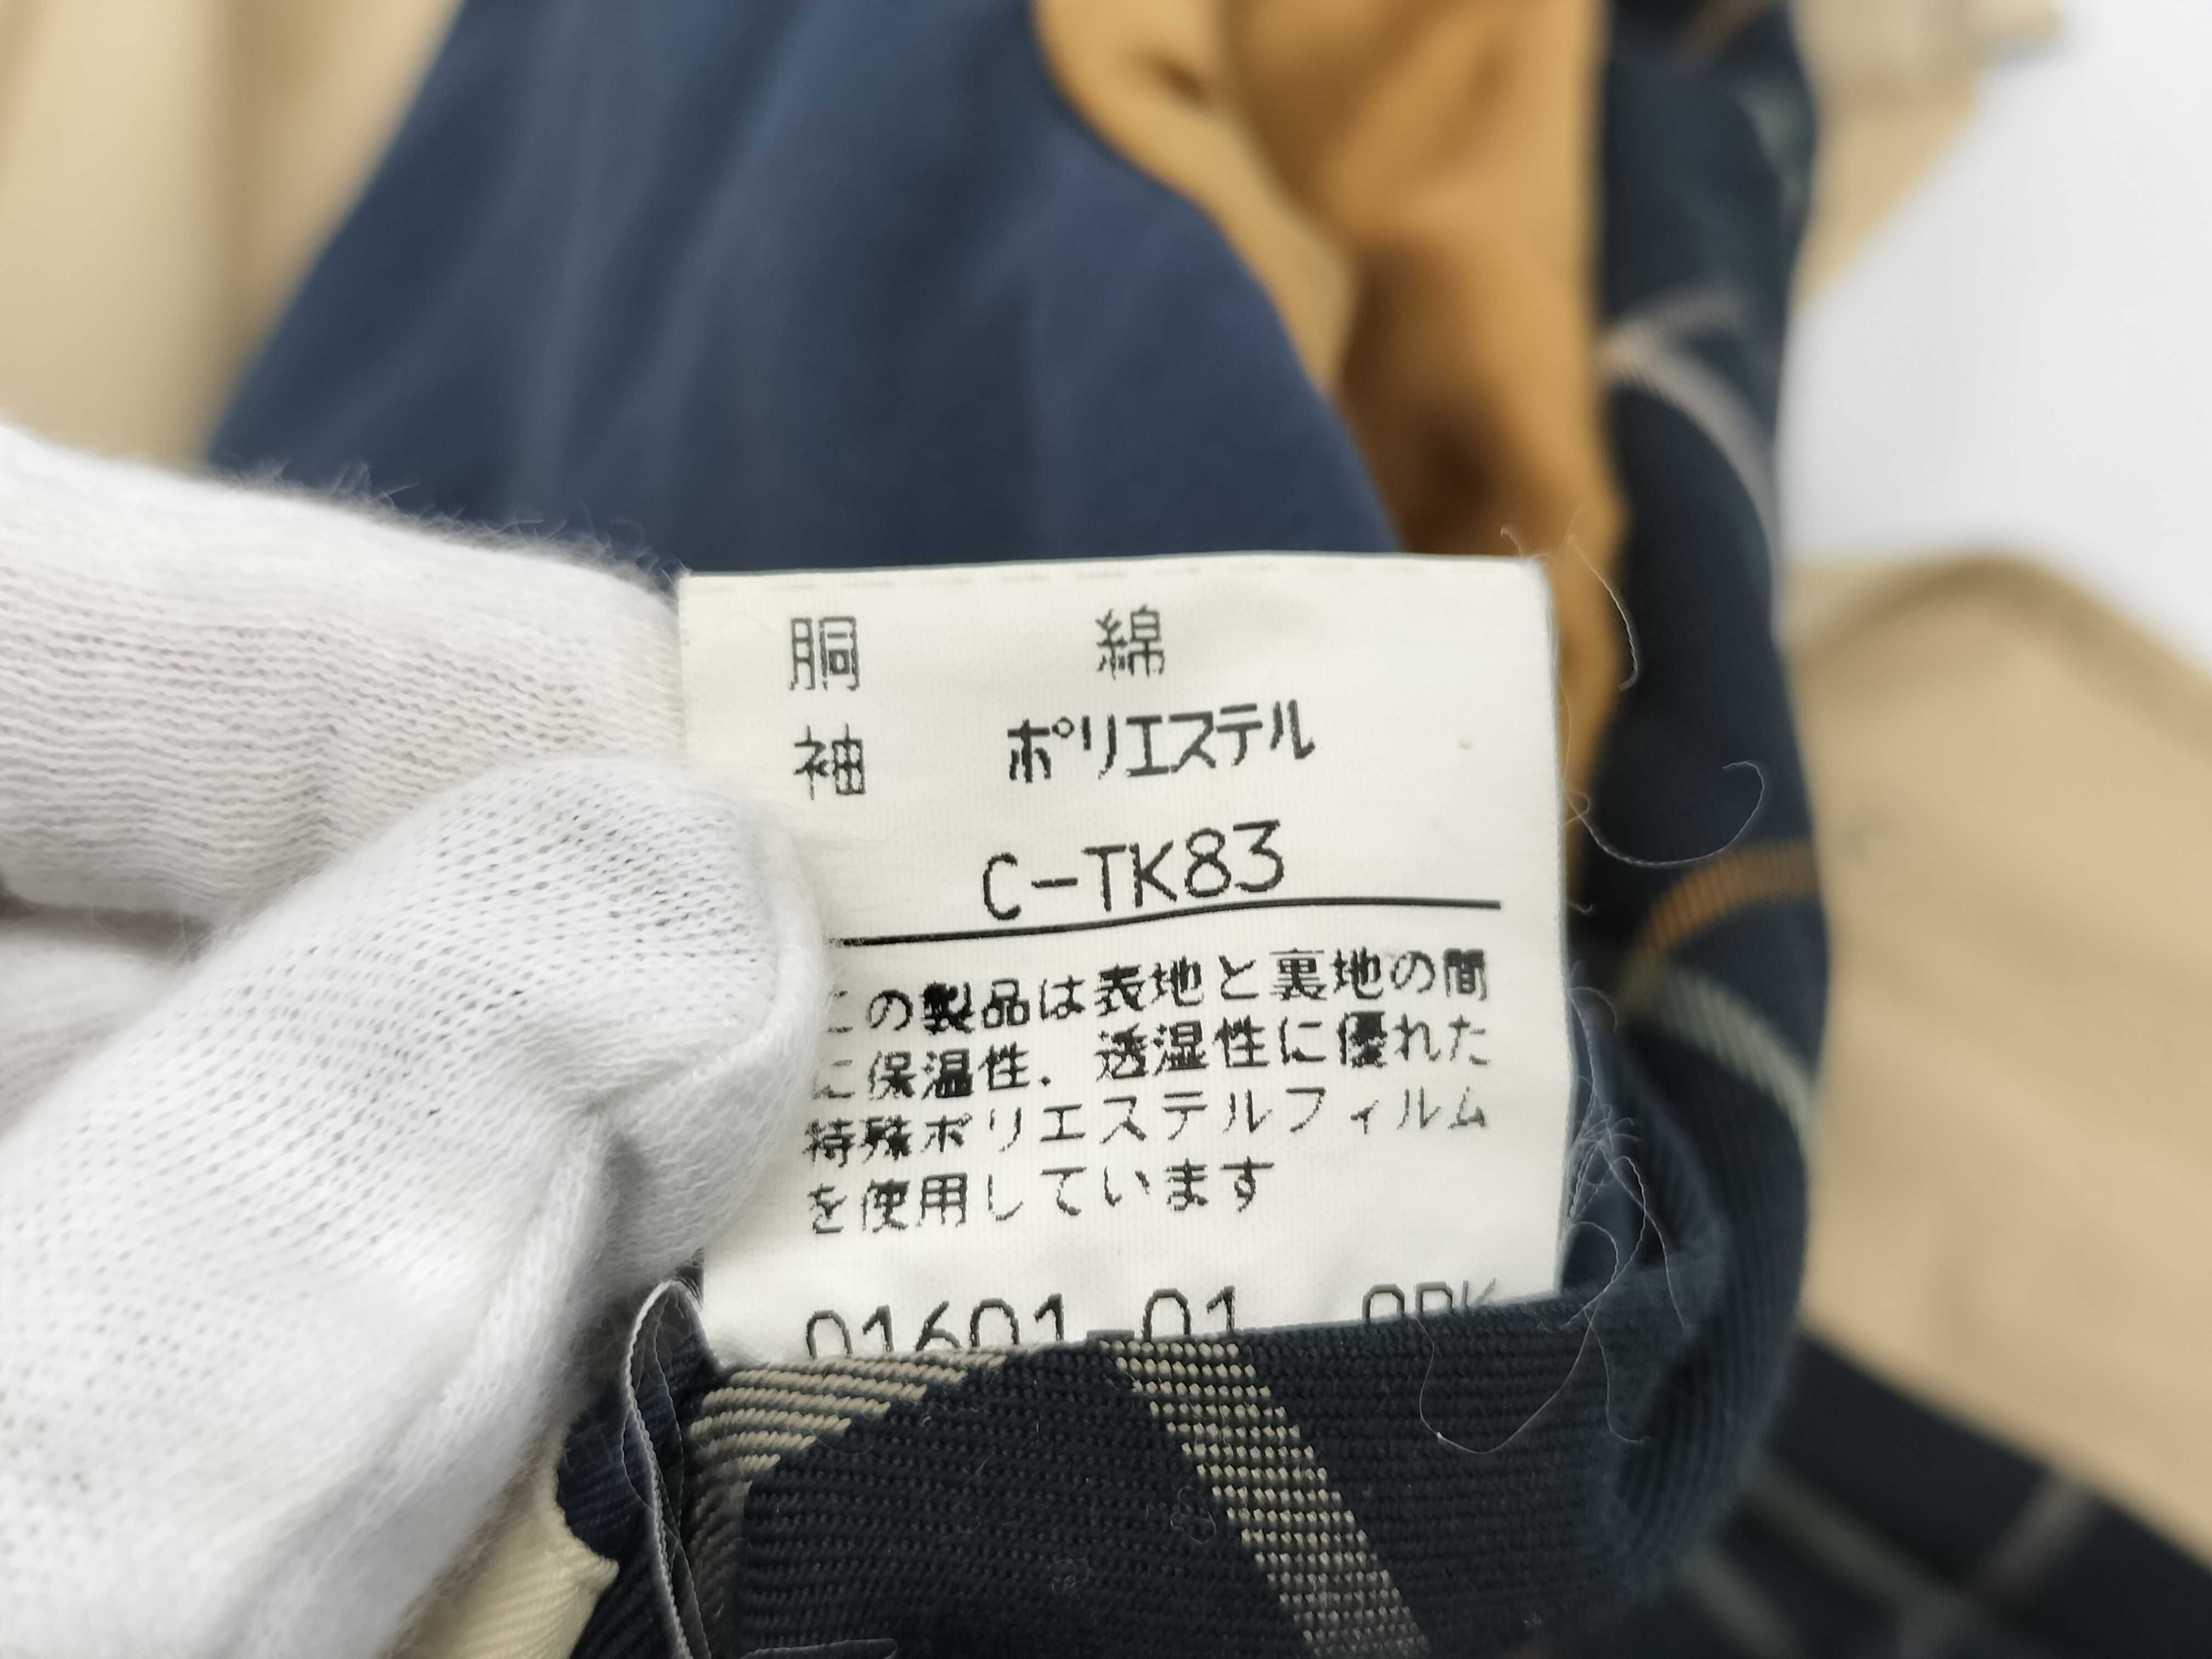 胴　綿
袖　ポリエステル
C-TK83
この製品は表地と裏地の間
に保温性．透湿性に優れた
特殊ポリエステルフィルム
を使用しています
01601-01